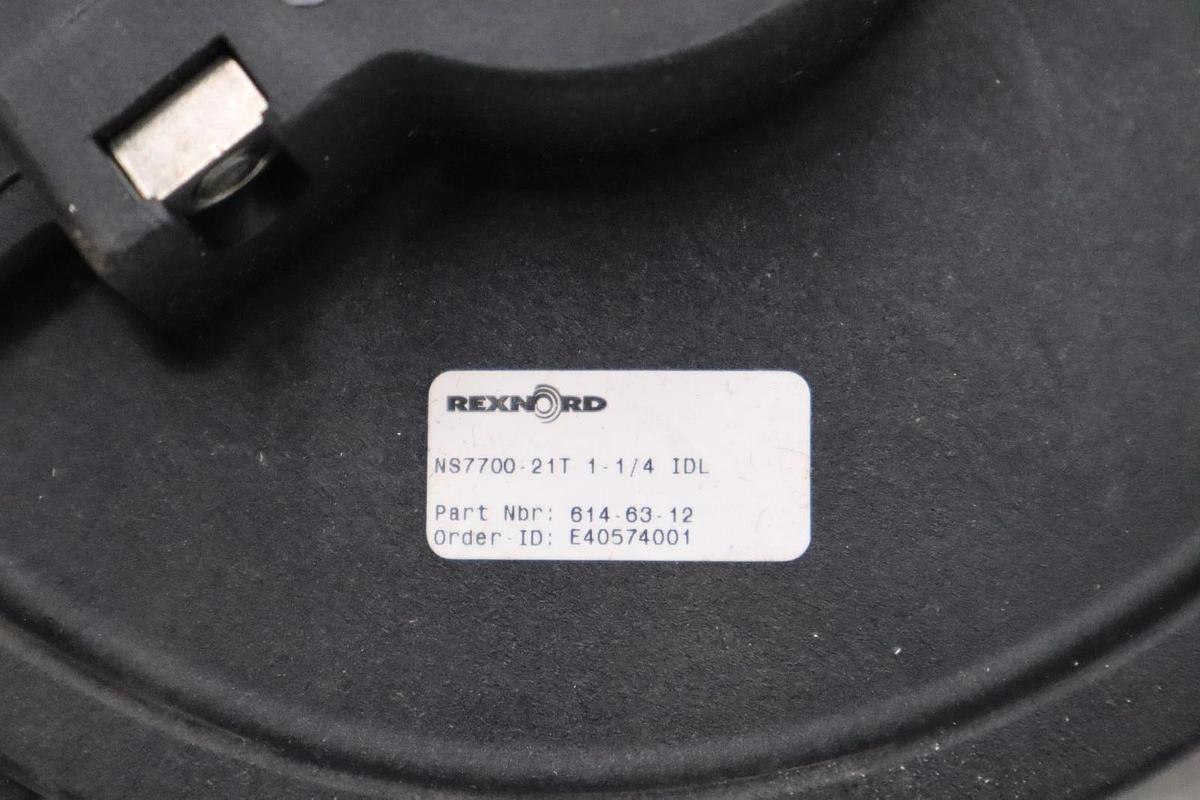 REXNORD
NS7700-21T 1-1/4 IDL
Part Nbr: 614-63-12
Order ID: E40574001